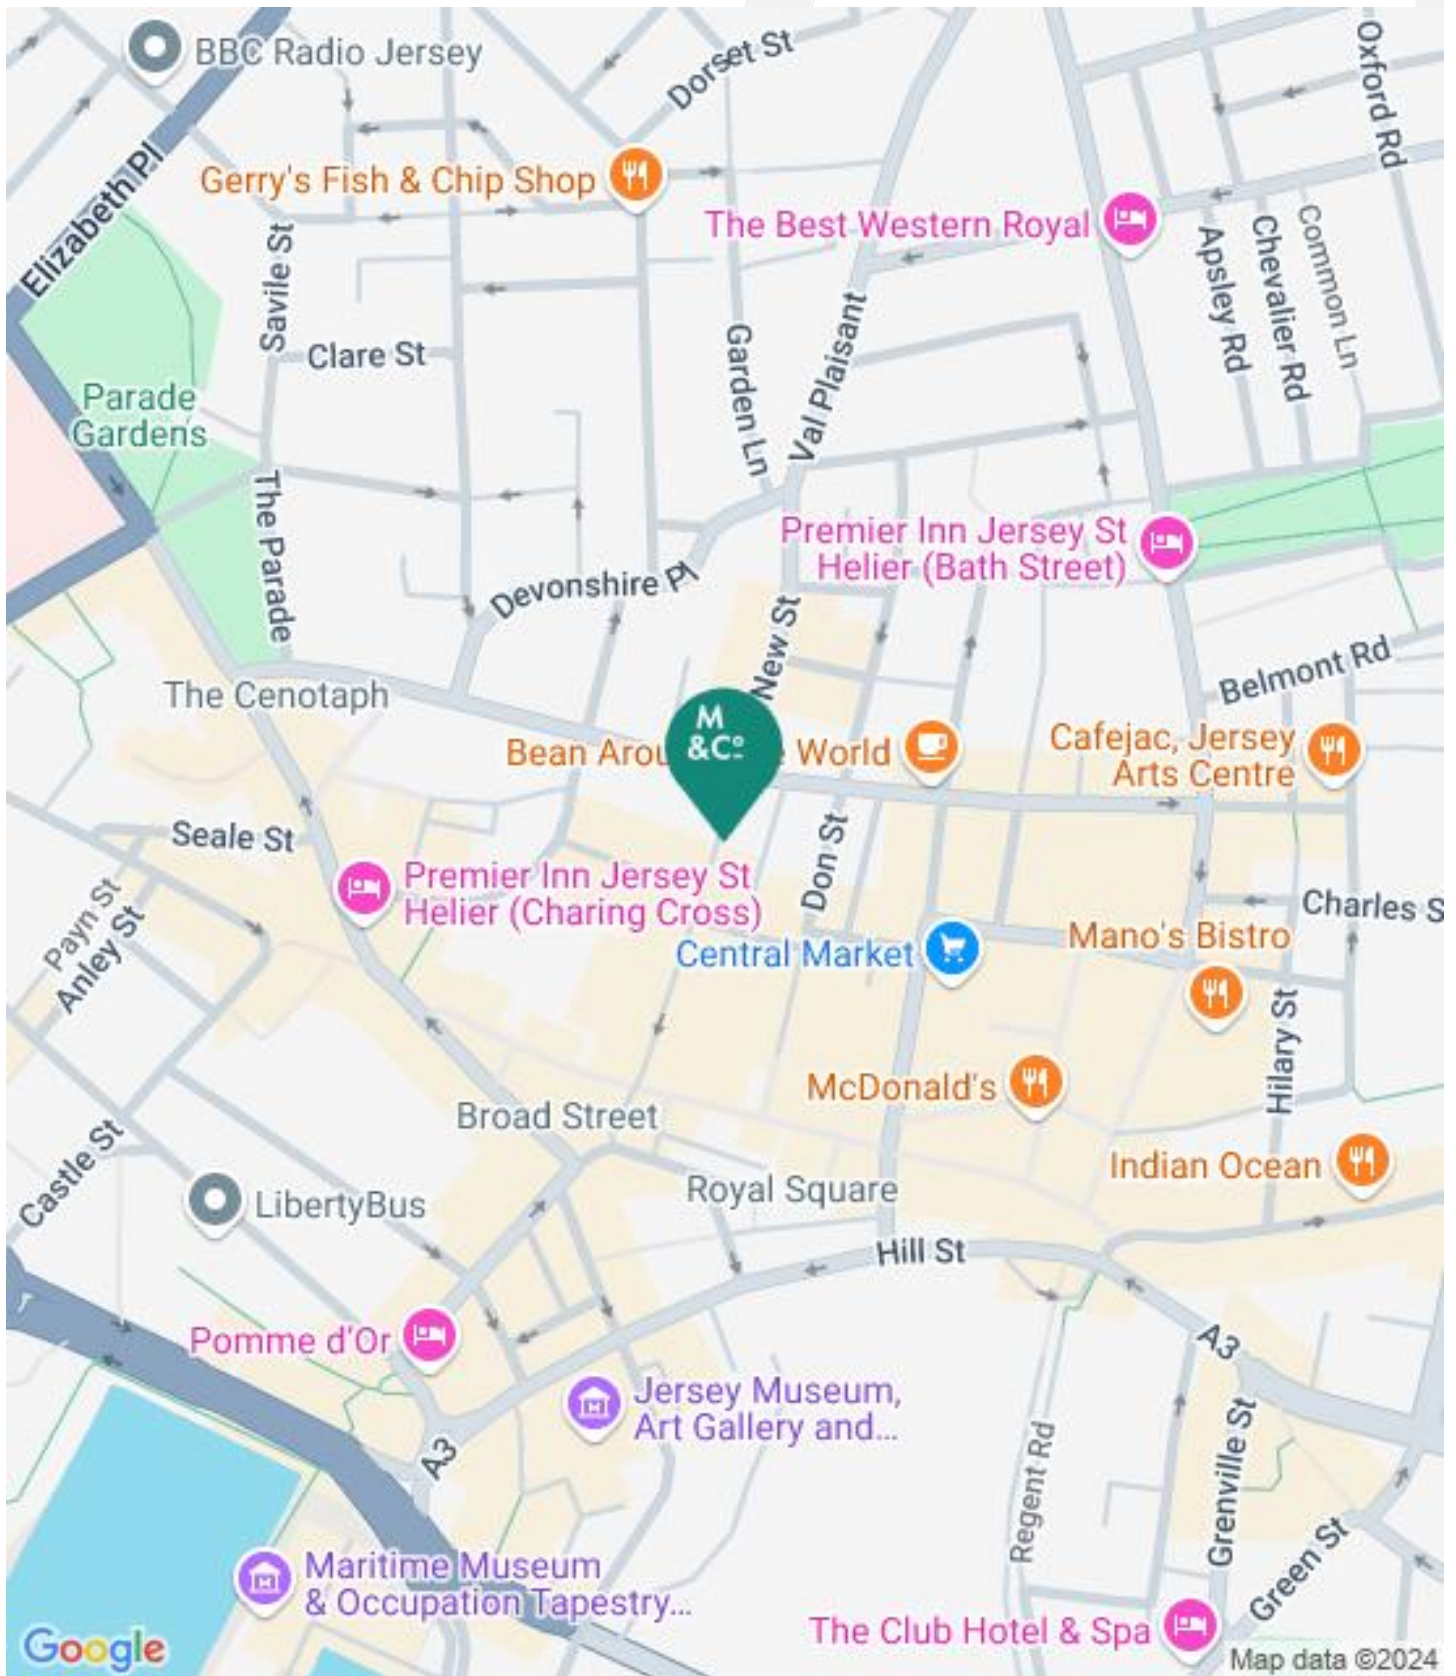 BBC Radio Jersey
Dorset St
Oxford Rd
Elizabeth Pl
Gerry's Fish & Chip Shop
The Best Western Royal
Savile St
Clare St
Garden Ln
Val Plaisant
Apsley Rd
Chevalier Rd
Common Ln
Parade
Gardens
The Parade
Premier Inn Jersey St
Helier (Bath Street)
Devonshire Pl
New St
Belmont Rd
The Cenotaph
M
&Co
Bean Arou
e World
Cafejac, Jersey
Arts Centre
Seale St
Don St
Premier Inn Jersey St
Helier (Charing Cross)
Payn St
Anley St
Charles S
Central Market
Mano's Bistro
Hilary St
McDonald's
Broad Street
Castle St
Indian Ocean
Royal Square
LibertyBus
Hill St
Pomme d'Or
A3
Jersey Museum,
Art Gallery and...
A3
Regent Rd
Grenville St
Green St
Maritime Museum
& Occupation Tapestry...
The Club Hotel & Spa
Google
Map data ©2024